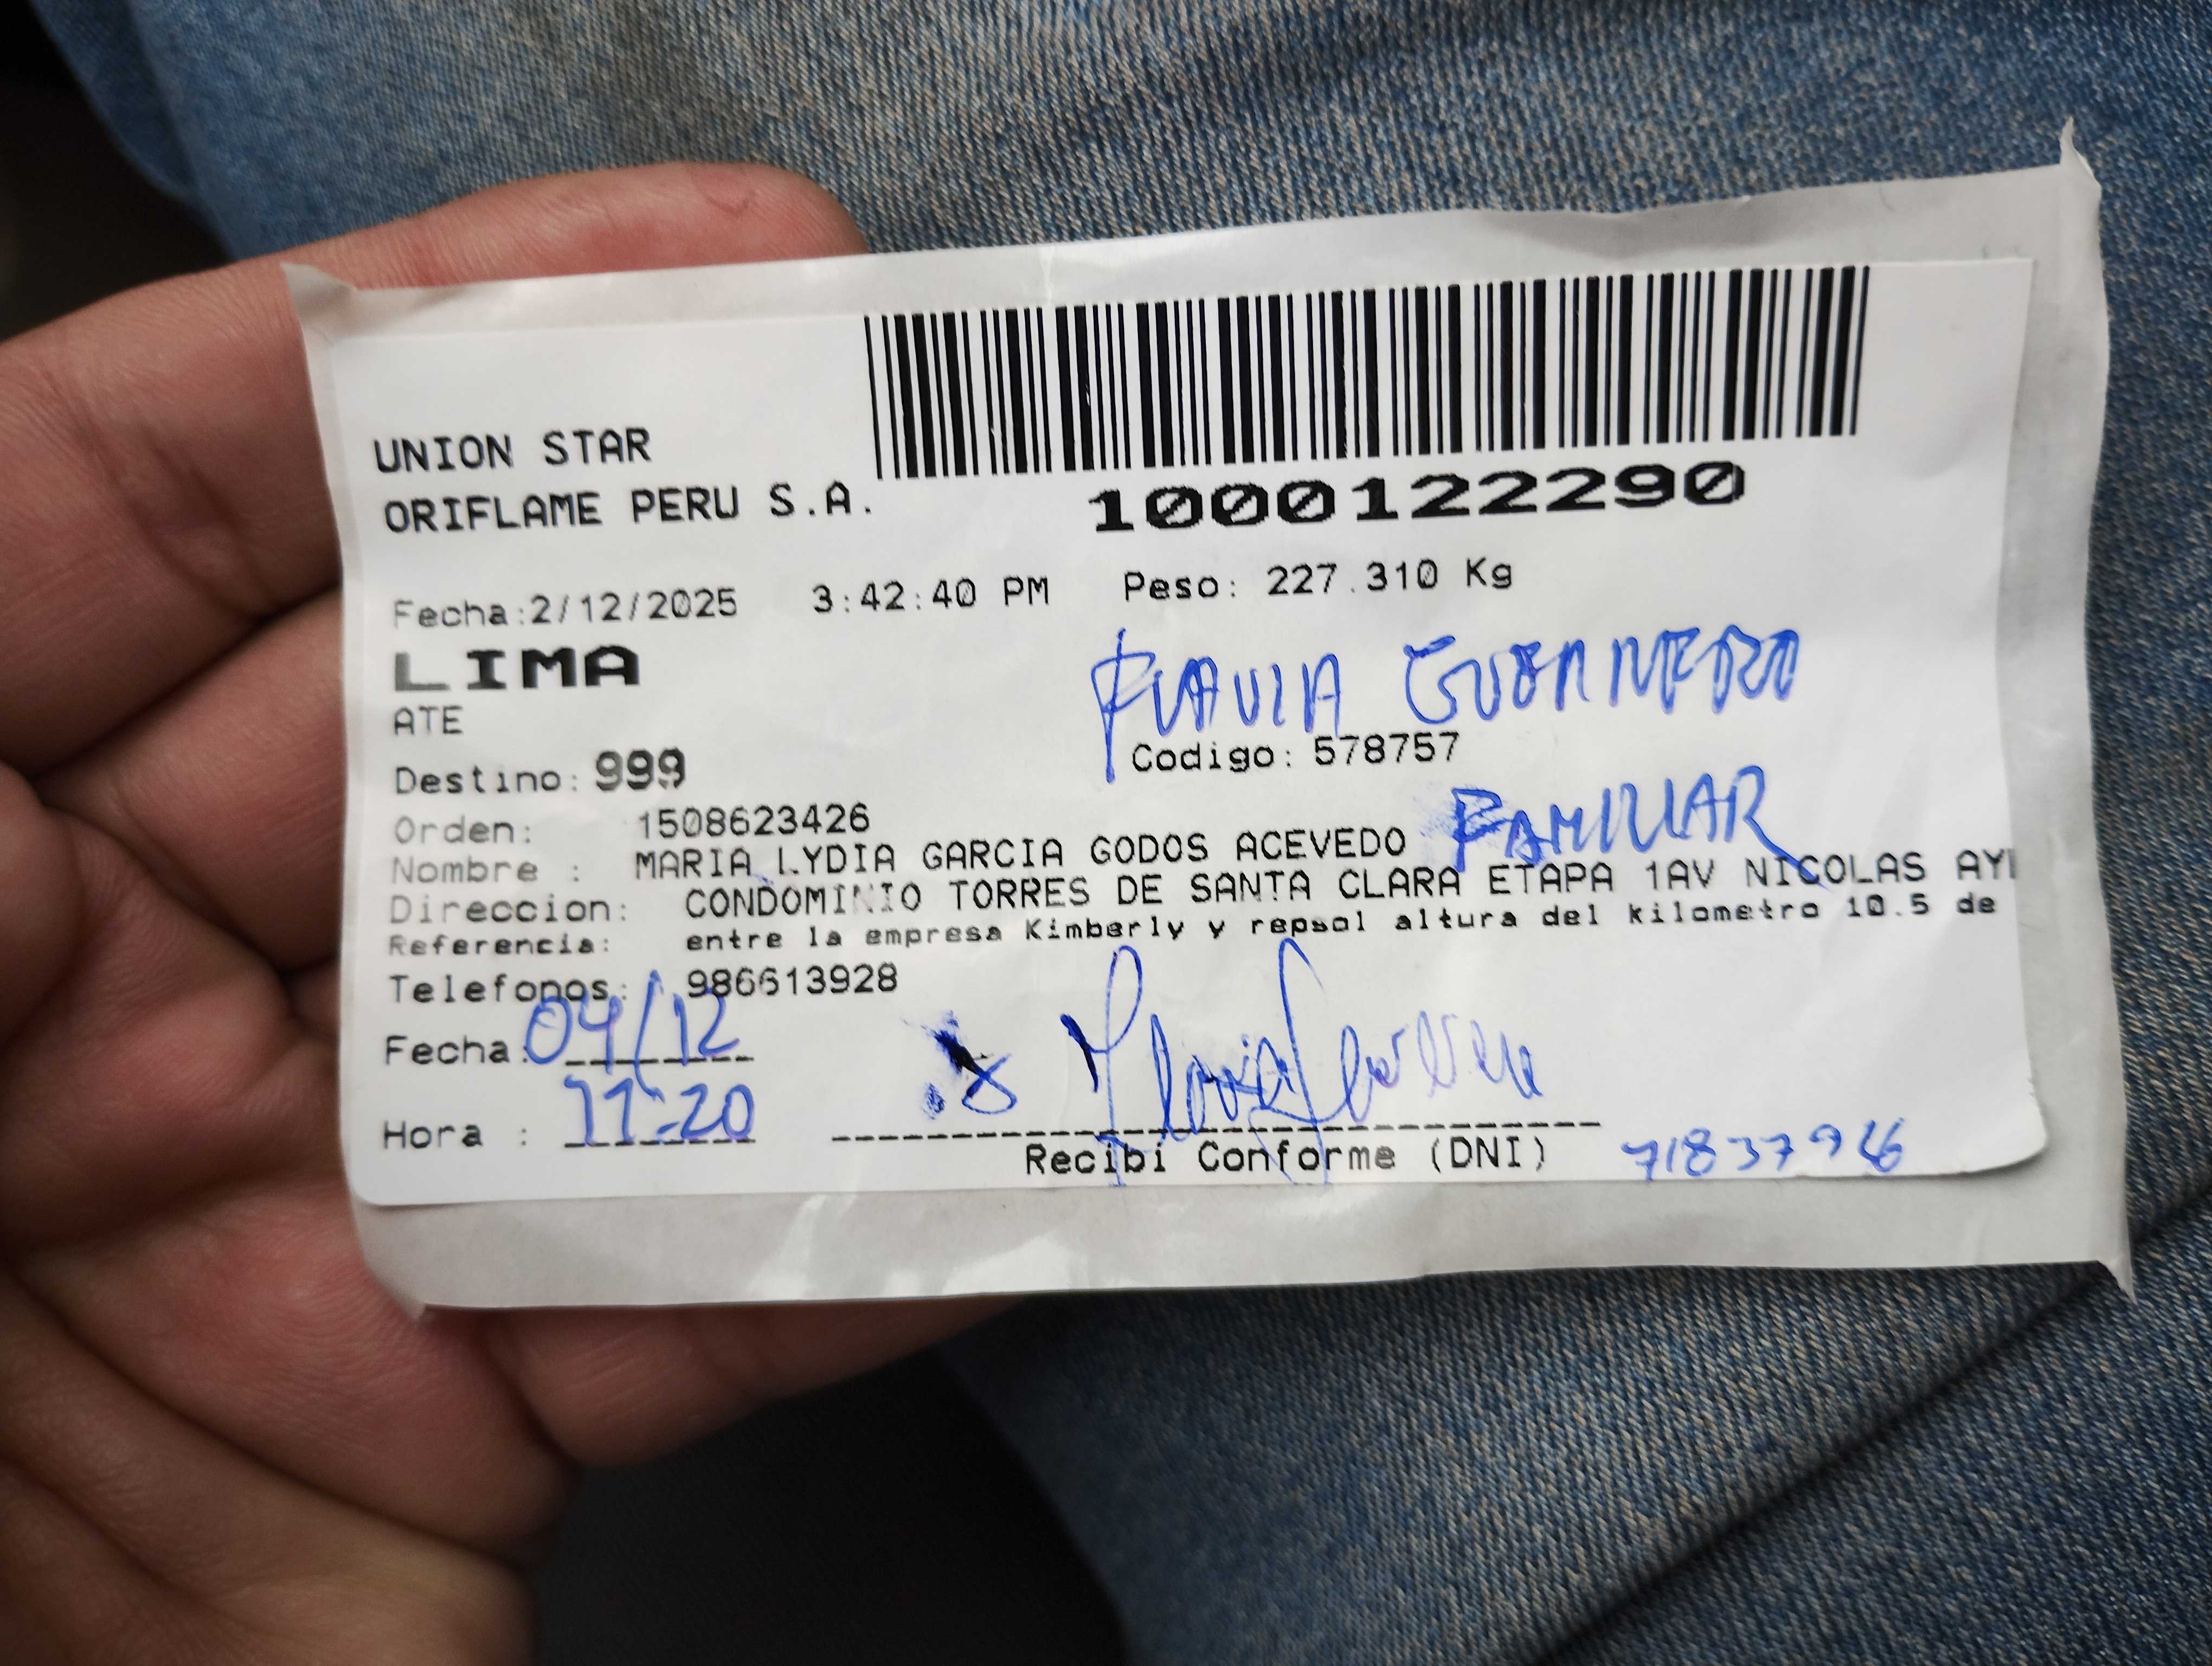 UNION STAR
ORIFLAME PERU S.A.
1000122290
Fecha:2/12/2025 3:42:40 PM Peso: 227.310 Kg
LIMA
FLAVIA GUERRERO
ATE
Codigo: 578757
Destino: 999
Orden: 1508623426
FAMILIAR
Nombre : MARIA LYDIA GARCIA GODOS ACEVEDO
Direccion: CONDOMINIO TORRES DE SANTA CLARA ETAPA 1AV NICOLAS AY
Referencia: entre la empresa Kimberly y repsol altura del kilometro 10.5 de
Telefonos: 986613928
Fecha: 04/12
Hora : 11:20
Recibi Conforme (DNI)